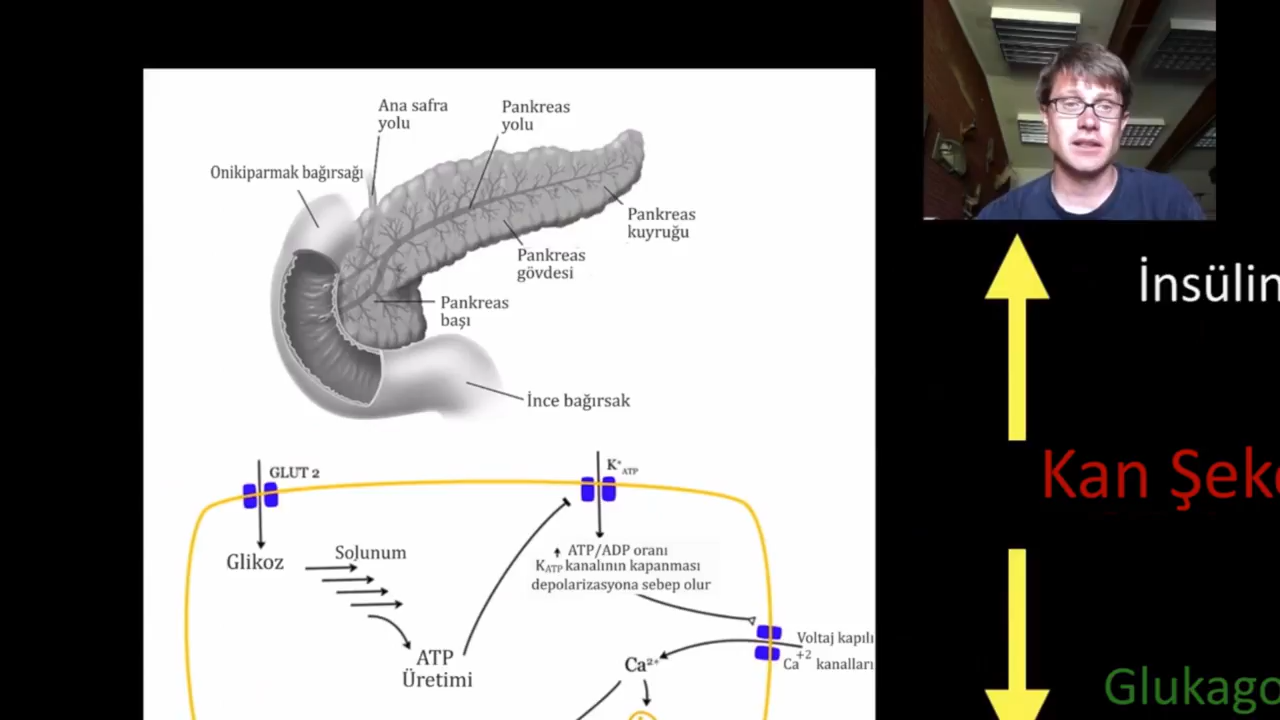 Ana safra
yolu
Pankreas
yolu
Onikiparmak bağırsağı
Pankreas
kuyruğu
Pankreas
gövdesi
Pankreas
başı
İnce bağırsak
İnsülin
Kan Şeke
Glukago
GLUT 2
K⁺ATP
Glikoz
Solunum
ATP/ADP oranı
KATP kanalının kapanması
depolarizasyona sebep olur
ATP
Üretimi
Voltaj kapılı
Ca+2 kanalları
Ca²⁺